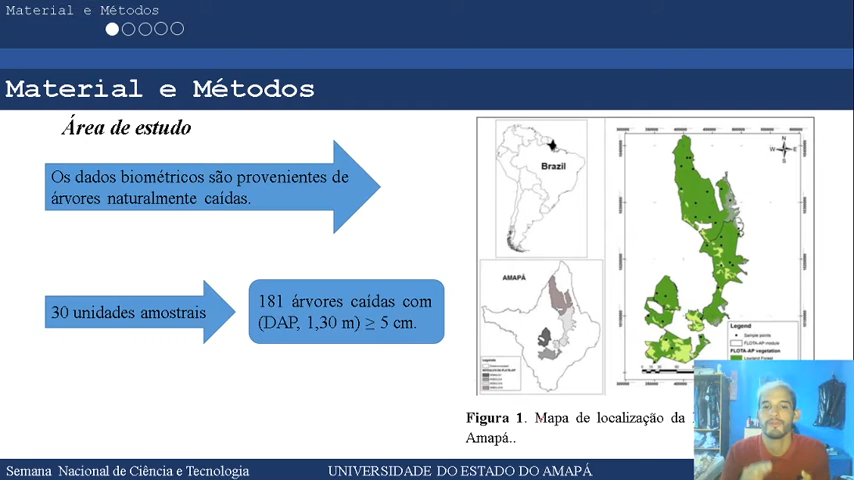 Material e Métodos
Material e Métodos
Área de estudo
Os dados biométricos são provenientes de
árvores naturalmente caídas.
30 unidades amostrais
181 árvores caídas com
(DAP, 1,30 m) ≥ 5 cm.
Brazil
AMAPÁ
N
W
E
S
Legend
Sample points
FLOTA-AP module
FLOTA-AP vegetation
Lowland Forest
Figura 1. Mapa de localização da
Amapá..
Semana Nacional de Ciência e Tecnologia
UNIVERSIDADE DO ESTADO DO AMAPÁ